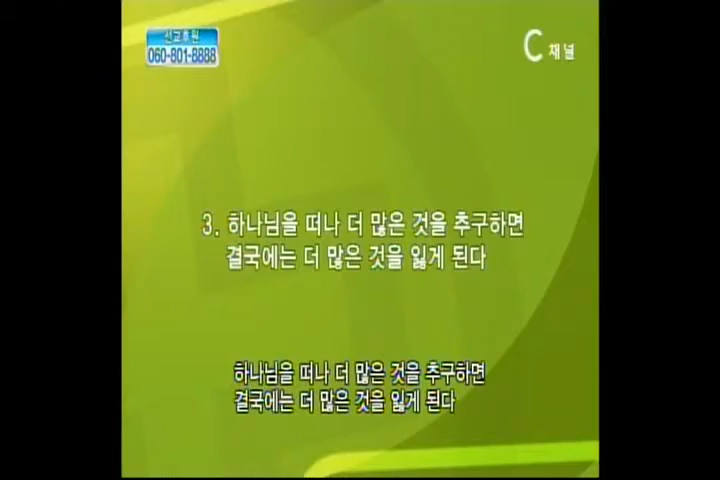 선교후원
060-801-8888
C 채널
3. 하나님을 떠나 더 많은 것을 추구하면
결국에는 더 많은 것을 잃게 된다
하나님을 떠나 더 많은 것을 추구하면
결국에는 더 많은 것을 잃게 된다